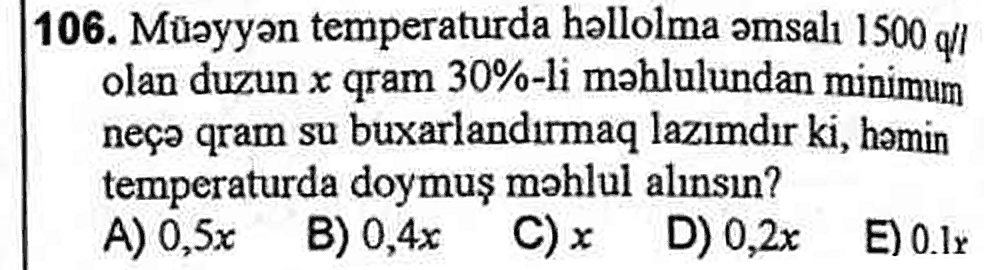 106. Müəyyən temperaturda həllolma əmsalı 1500 q/l
olan duzun x qram 30%-li məhlulundan minimum
neçə qram su buxarlandırmaq lazımdır ki, həmin
temperaturda doymuş məhlul alınsın?
A) 0,5x B) 0,4x C) x D) 0,2x E) 0.1x